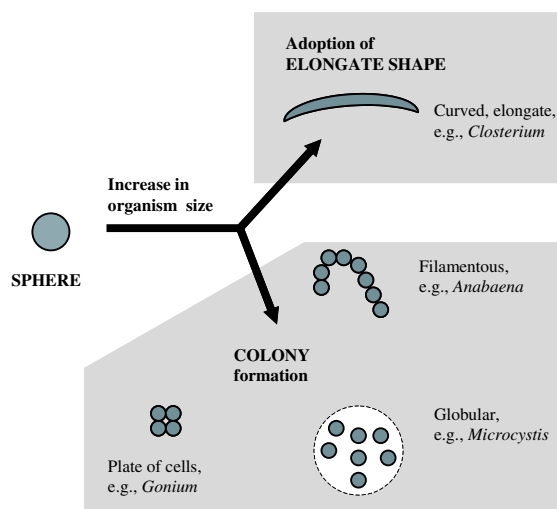 Adoption of
ELONGATE SHAPE
Curved, elongate,
e.g., Closterium
Increase in
organism size
SPHERE
Filamentous,
e.g., Anabaena
COLONY
formation
Globular,
e.g., Microcystis
Plate of cells,
e.g., Gonium